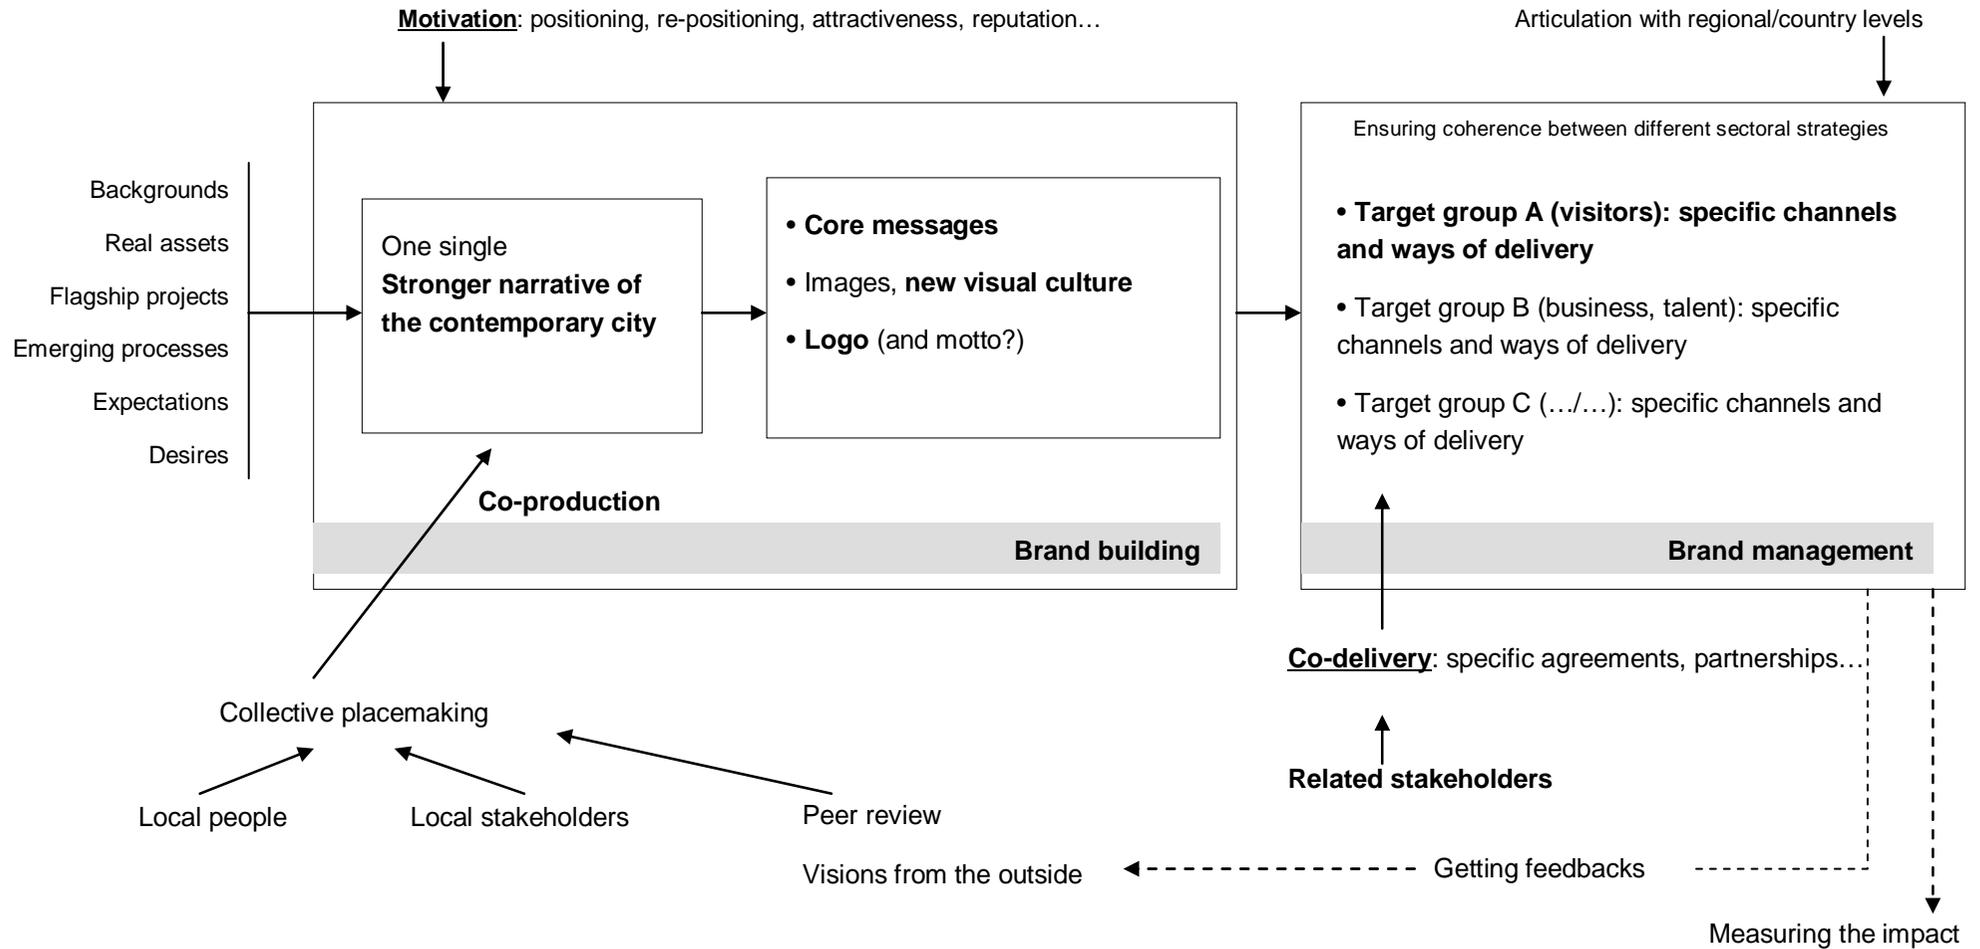 Motivation: positioning, re-positioning, attractiveness, reputation…
Articulation with regional/country levels
Backgrounds
Real assets
Flagship projects
Emerging processes
Expectations
Desires
One single
Stronger narrative of
the contemporary city
• Core messages
• Images, new visual culture
• Logo (and motto?)
Co-production
Brand building
Ensuring coherence between different sectoral strategies
• Target group A (visitors): specific channels
and ways of delivery
• Target group B (business, talent): specific
channels and ways of delivery
• Target group C (…/…): specific channels and
ways of delivery
Brand management
Co-delivery: specific agreements, partnerships…
Related stakeholders
Collective placemaking
Local people
Local stakeholders
Peer review
Visions from the outside
Getting feedbacks
Measuring the impact